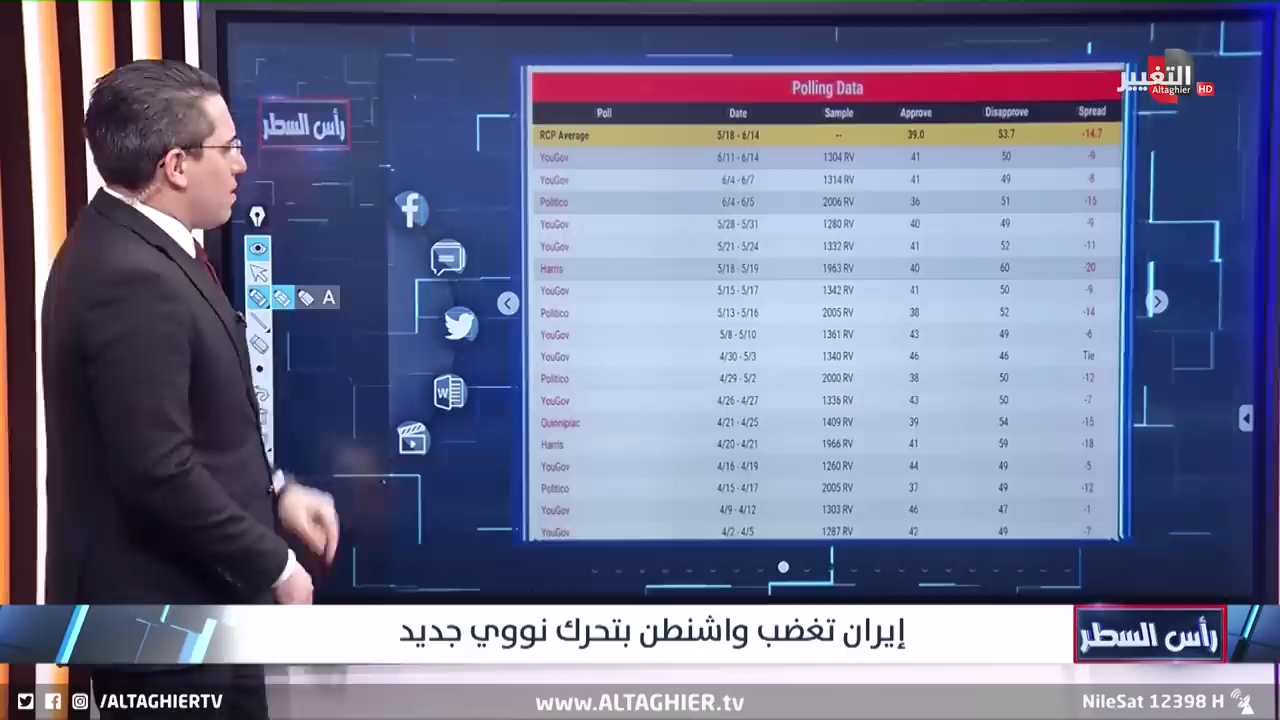 التغيير
Altaghier HD
رأس السطر
Polling Data
Poll Date Sample Approve Disapprove Spread
RCP Average 5/18 - 6/14 -- 39.0 53.7 -14.7
YouGov 6/11 - 6/14 1304 RV 41 50 -9
YouGov 6/4 - 6/7 1314 RV 41 49 -8
Politico 6/4 - 6/5 2006 RV 36 51 -15
YouGov 5/28 - 5/31 1280 RV 40 49 -9
YouGov 5/21 - 5/24 1332 RV 41 52 -11
Harris 5/18 - 5/19 1963 RV 40 60 -20
YouGov 5/15 - 5/17 1342 RV 41 50 -9
Politico 5/13 - 5/16 2005 RV 38 52 -14
YouGov 5/8 - 5/10 1361 RV 43 49 -6
YouGov 4/30 - 5/3 1340 RV 46 46 Tie
Politico 4/29 - 5/2 2000 RV 38 50 -12
YouGov 4/26 - 4/27 1336 RV 43 50 -7
Quinnipiac 4/21 - 4/25 1409 RV 39 54 -15
Harris 4/20 - 4/21 1966 RV 41 59 -18
YouGov 4/16 - 4/19 1260 RV 44 49 -5
Politico 4/15 - 4/17 2005 RV 37 49 -12
YouGov 4/9 - 4/12 1303 RV 46 47 -1
YouGov 4/2 - 4/5 1287 RV 42 49 -7
A
W
إيران تغضب واشنطن بتحرك نووي جديد
رأس السطر
/ALTAGHIERTV
www.ALTAGHIER.tv
NileSat 12398 H